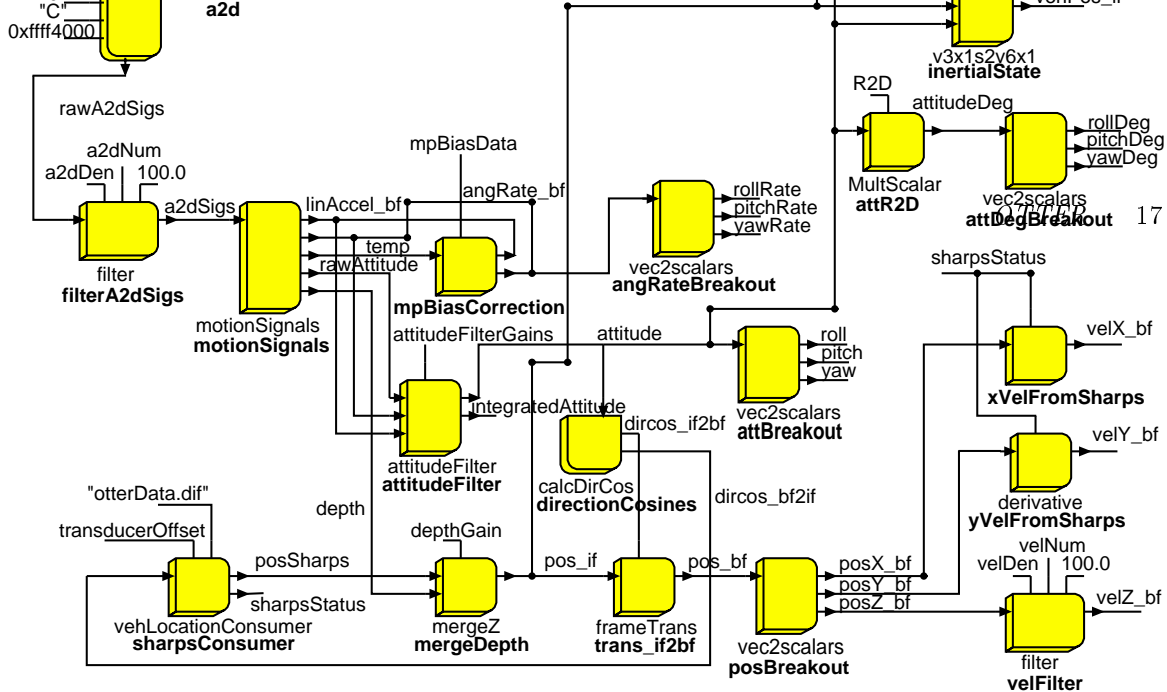 a2d
"C"
0xffff4000
v3x1s2v6x1
inertialState
rawA2dSigs
R2D
attitudeDeg
rollDeg
pitchDeg
yawDeg
MultScalar
attR2D
vec2scalars
attDegBreakout
17
a2dNum
a2dDen
100.0
a2dSigs
filter
filterA2dSigs
mpBiasData
linAccel_bf
angRate_bf
temp
rawAttitude
motionSignals
motionSignals
mpBiasCorrection
rollRate
pitchRate
yawRate
vec2scalars
angRateBreakout
sharpsStatus
attitudeFilterGains
attitude
roll
pitch
yaw
vec2scalars
attBreakout
velX_bf
xVelFromSharps
integratedAttitude
attitudeFilter
attitudeFilter
dircos_if2bf
calcDirCos
directionCosines
dircos_bf2if
velY_bf
derivative
yVelFromSharps
"otterData.dif"
transducerOffset
depth
posSharps
sharpsStatus
vehLocationConsumer
sharpsConsumer
depthGain
mergeZ
mergeDepth
pos_if
frameTrans
trans_if2bf
pos_bf
posX_bf
posY_bf
posZ_bf
vec2scalars
posBreakout
velNum
velDen
100.0
velZ_bf
filter
velFilter